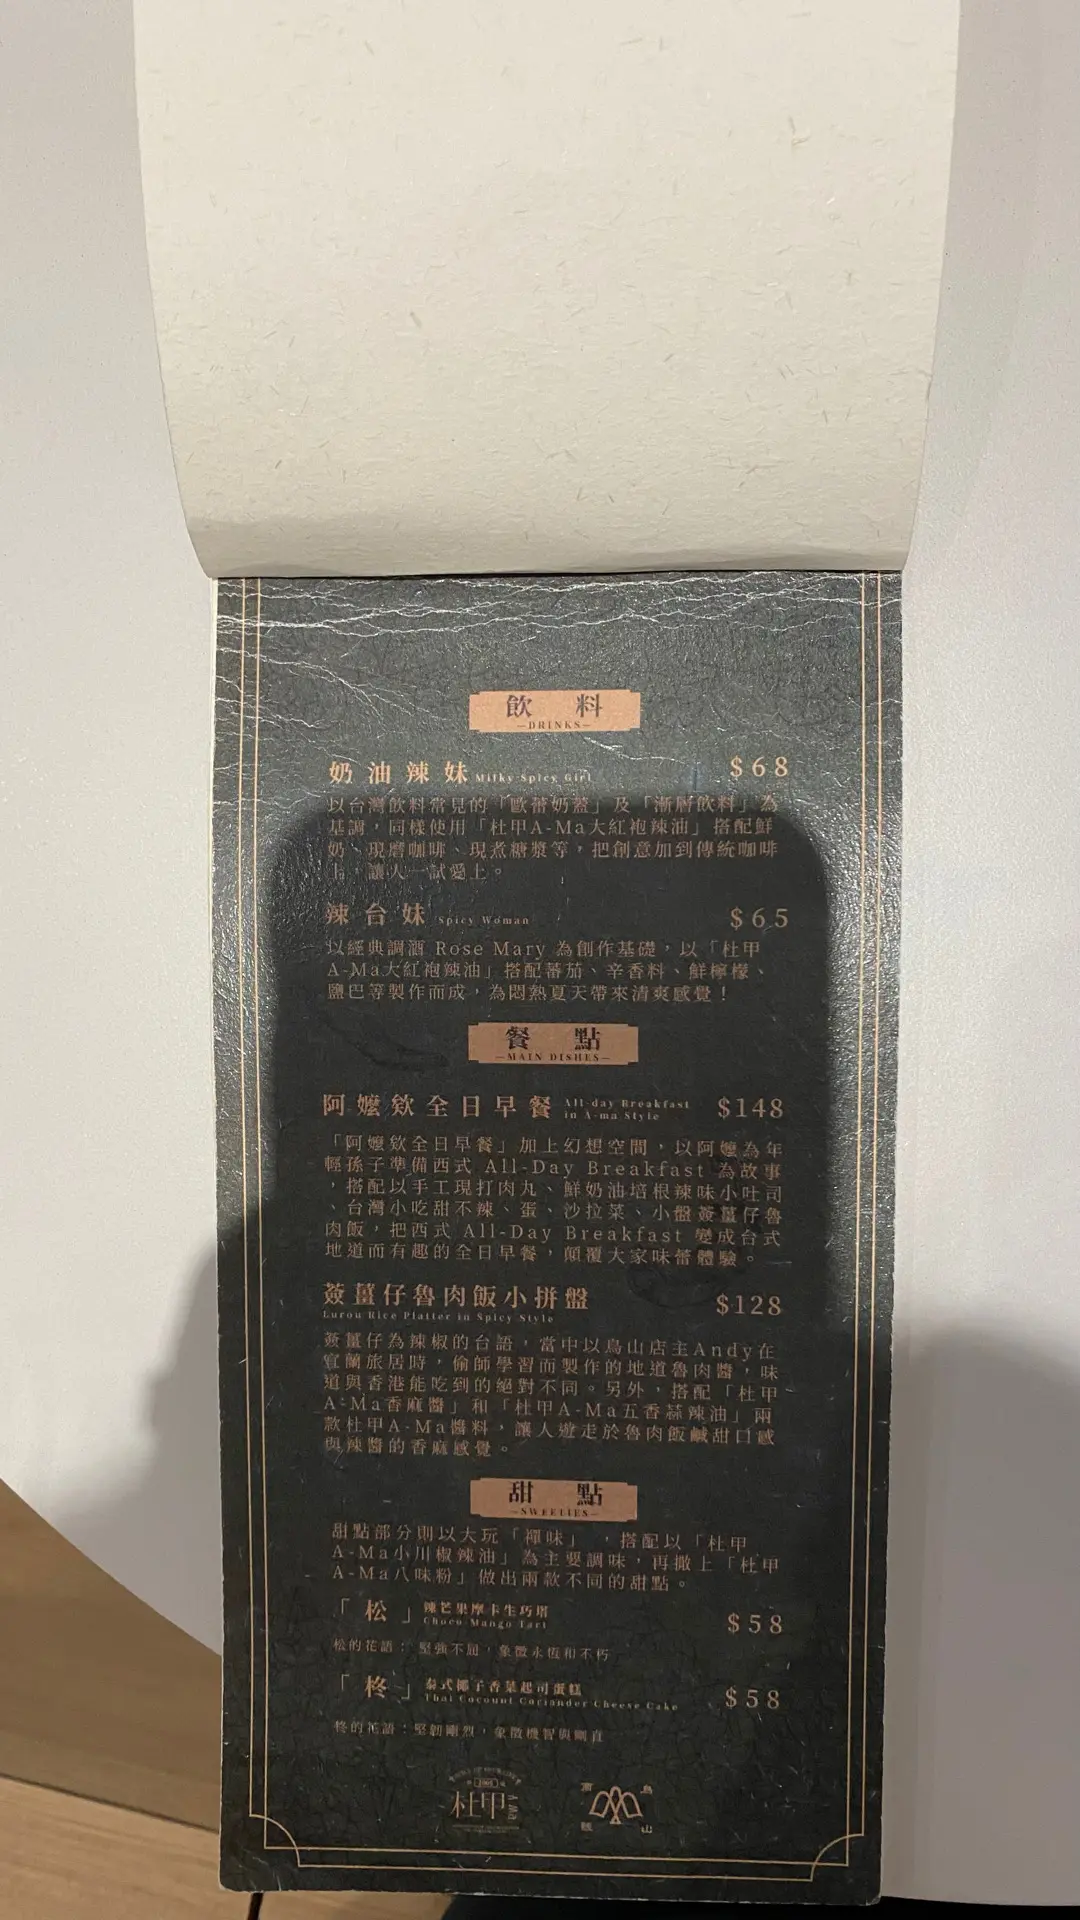 飲料
—DRINKS—
奶油辣妹 Milky Spicy Girl $68
以台灣飲料常見的「歐蕾奶蓋」及「漸層飲料」為
基調，同樣使用「杜甲A-Ma大紅袍辣油」搭配鮮
奶、現磨咖啡、現煮糖漿等，把創意加到傳統咖啡
上，讓人一試愛上。
辣台妹 Spicy Woman $65
以經典調酒 Rose Mary 為創作基礎，以「杜甲
A-Ma大紅袍辣油」搭配蕃茄、辛香料、鮮檸檬、
鹽巴等製作而成，為悶熱夏天帶來清爽感覺！
餐點
—MAIN DISHES—
阿嬤欸全日早餐 All-day Breakfast $148
in A-ma Style
「阿嬤欸全日早餐」加上幻想空間，以阿嬤為年
輕孫子準備西式 All-Day Breakfast 為故事
，搭配以手工現打肉丸、鮮奶油培根辣味小吐司
、台灣小吃甜不辣、蛋、沙拉菜、小盤薟薑仔魯
肉飯，把西式 All-Day Breakfast 變成台式
地道而有趣的全日早餐，顛覆大家味蕾體驗。
薟薑仔魯肉飯小拼盤 $128
Lurou Rice Platter in Spicy Style
薟薑仔為辣椒的台語，當中以鳥山店主Andy在
宜蘭旅居時，偷師學習而製作的地道魯肉醬，味
道與香港能吃到的絕對不同。另外，搭配「杜甲
A-Ma香麻醬」和「杜甲A-Ma五香蒜辣油」兩
款杜甲A-Ma醬料，讓人遊走於魯肉飯鹹甜口感
與辣醬的香麻感覺。
甜點
—SWEETIES—
甜點部分則以大玩「禪味」，搭配以「杜甲
A-Ma小川椒辣油」為主要調味，再撒上「杜甲
A-Ma八味粉」做出兩款不同的甜點。
「松」辣芒果摩卡生巧塔 $58
Choco Mango Tart
松的花語：堅強不屈，象徵永恆和不朽
「柊」泰式椰子香菜起司蛋糕 $58
Thai Cocount Coriander Cheese Cake
柊的花語：堅韌剛烈，象徵機智與剛直
杜甲
A-Ma